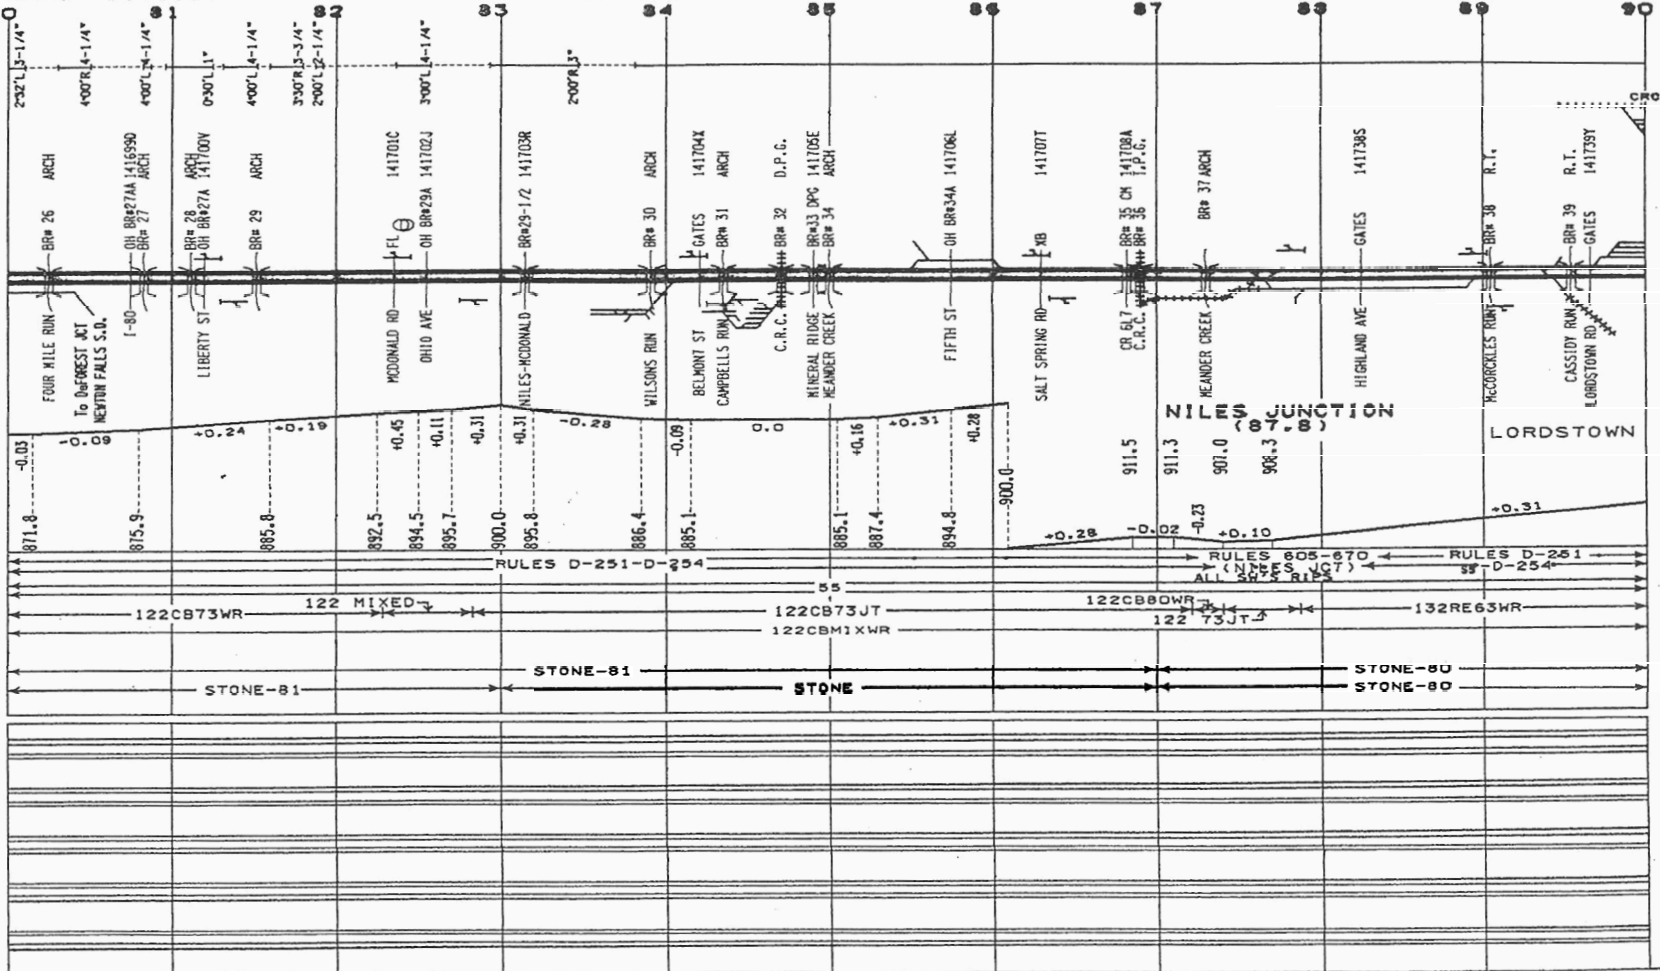 0 81 82 83 84 85 86 87 88 89 90
2°52'L 3-1/4"
4°00'R 4-1/4"
4°00'L 4-1/4"
0°30'L 1"
4°00'L 4-1/4"
3°30'R 3-3/4"
2°00'L 2-1/4"
3°00'L 4-1/4"
2°00'R 3"
CRC
BR# 26 ARCH
OH BR#27AA 141699D
BR# 27 ARCH
BR# 28 ARCH
OH BR#27A 141700V
BR# 29 ARCH
FL 141701C
OH BR#29A 141702J
BR#29-1/2 141703R
BR# 30 ARCH
GATES 141704X
BR# 31 ARCH
BR# 32 D.P.G.
BR#33 DPG 141705E
BR# 34 ARCH
OH BR#34A 141706L
XB 141707T
BR# 35 CM 141708A
BR# 36 T.P.G.
BR# 37 ARCH
GATES 141738S
BR# 38 R.T.
BR# 39 R.T.
GATES 141739Y
FOUR MILE RUN
To DeFOREST JCT
NEWTON FALLS S.D.
I-80
LIBERTY ST
MCDONALD RD
OHIO AVE
NILES-MCDONALD
WILSONS RUN
BELMONT ST
CAMPBELLS RUN
C.R.C.
MINERAL RIDGE
MEANDER CREEK
FIFTH ST
SALT SPRING RD
CR 6L7
C.R.C.
MEANDER CREEK
HIGHLAND AVE
McCORCKLES RUN
CASSIDY RUN
LORDSTOWN RD
NILES JUNCTION
(87.8)
LORDSTOWN
-0.03 -0.09 +0.24 +0.19 +0.45 +0.11 +0.31 +0.31 -0.28 -0.09 0.0 +0.16 +0.31 +0.28
911.5 911.3 907.0 908.3
+0.28 -0.02 -0.23 +0.10 +0.31
871.8 875.9 885.8 892.5 894.5 895.7 900.0 895.8 886.4 885.1 885.1 887.4 894.8 900.0
RULES D-251-D-254 RULES 605-670 RULES D-251
(NILES JCT) D-254
ALL SW'S RIPS
55
122CB73WR 122 MIXED 122CB73JT 122CB80WR 122 73JT 132RE63WR
122CBMIXWR
STONE-81 STONE-80
STONE-81 STONE STONE-80